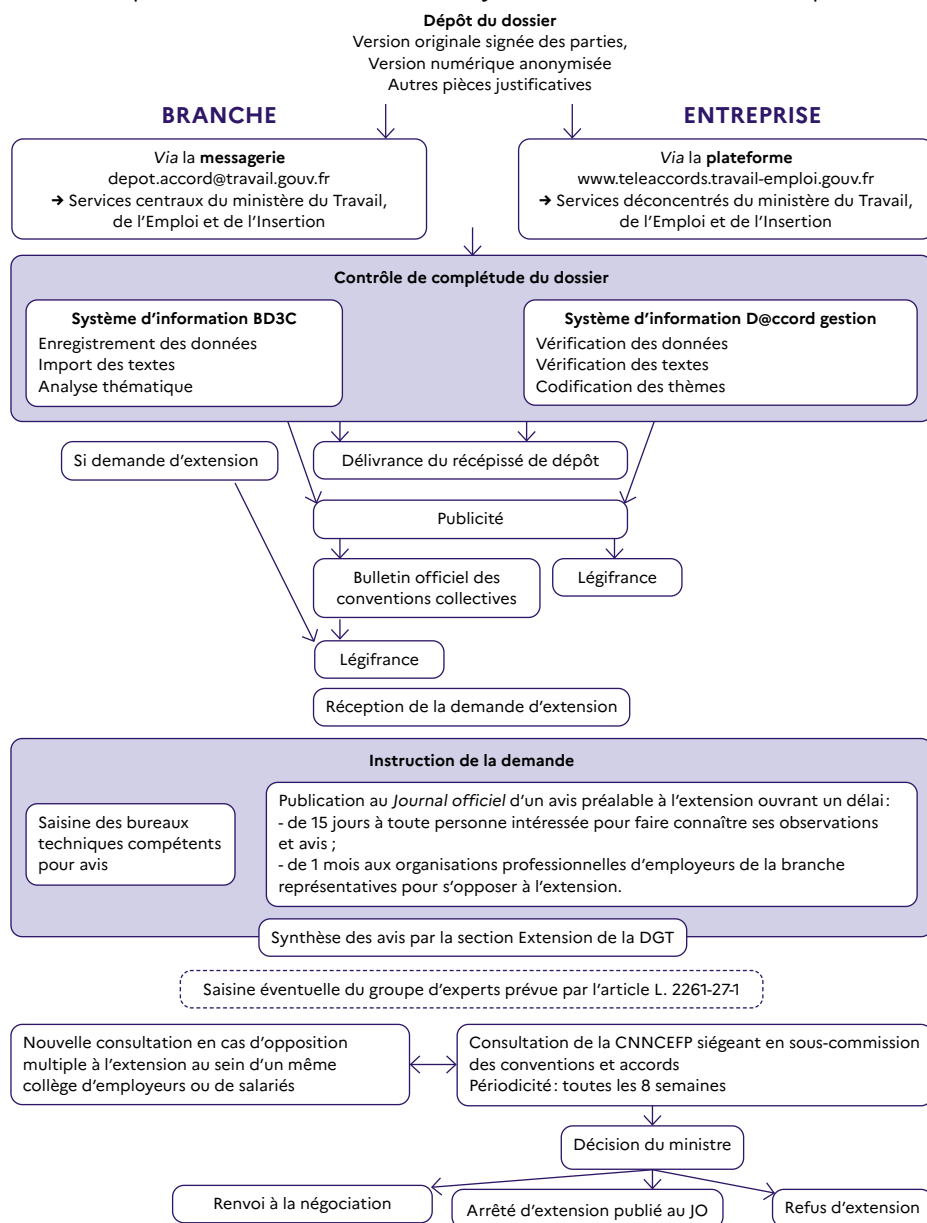 Dépôt du dossier
Version originale signée des parties,
Version numérique anonymisée
Autres pièces justificatives
BRANCHE
ENTREPRISE
Via la messagerie
depot.accord@travail.gouv.fr
➔ Services centraux du ministère du Travail,
de l'Emploi et de l'Insertion
Via la plateforme
www.teleaccords.travail-emploi.gouv.fr
➔ Services déconcentrés du ministère du Travail,
de l'Emploi et de l'Insertion
Contrôle de complétude du dossier
Système d'information BD3C
Enregistrement des données
Import des textes
Analyse thématique
Système d'information D@ccord gestion
Vérification des données
Vérification des textes
Codification des thèmes
Si demande d'extension
Délivrance du récépissé de dépôt
Publicité
Bulletin officiel des
conventions collectives
Légifrance
Légifrance
Réception de la demande d'extension
Instruction de la demande
Saisine des bureaux
techniques compétents
pour avis
Publication au Journal officiel d'un avis préalable à l'extension ouvrant un délai :
- de 15 jours à toute personne intéressée pour faire connaître ses observations
et avis ;
- de 1 mois aux organisations professionnelles d'employeurs de la branche
représentatives pour s'opposer à l'extension.
Synthèse des avis par la section Extension de la DGT
Saisine éventuelle du groupe d'experts prévue par l'article L. 2261-27-1
Nouvelle consultation en cas d'opposition
multiple à l'extension au sein d'un même
collège d'employeurs ou de salariés
Consultation de la CNNCEFP siégeant en sous-commission
des conventions et accords
Périodicité : toutes les 8 semaines
Décision du ministre
Renvoi à la négociation
Arrêté d'extension publié au JO
Refus d'extension